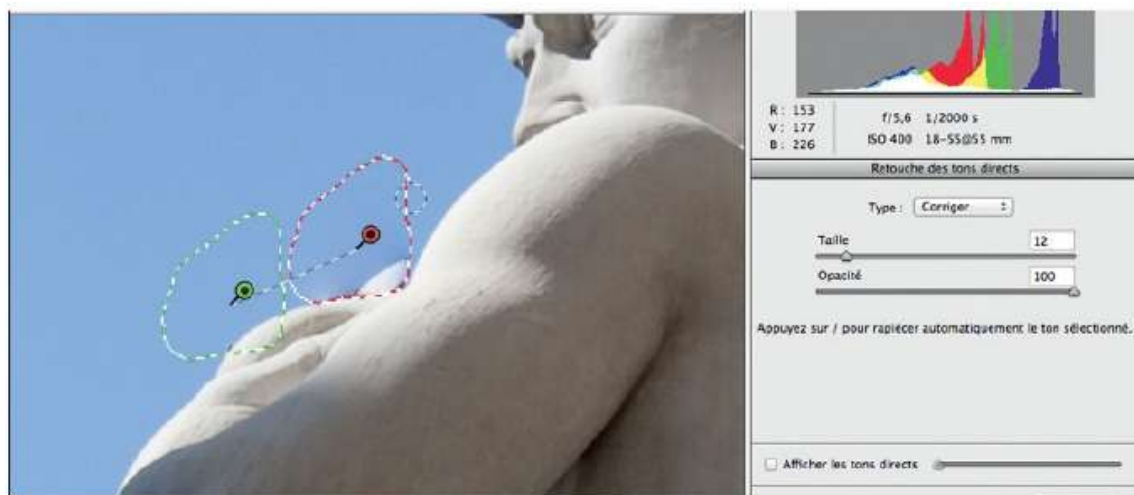 R : 153
V : 177
B : 226
f/5,6 1/2000 s
ISO 400 18-55@55 mm
Retouche des tons directs
Type : Corriger
Taille 12
Opacité 100
Appuyez sur / pour rapiécer automatiquement le ton sélectionné.
Afficher les tons directs